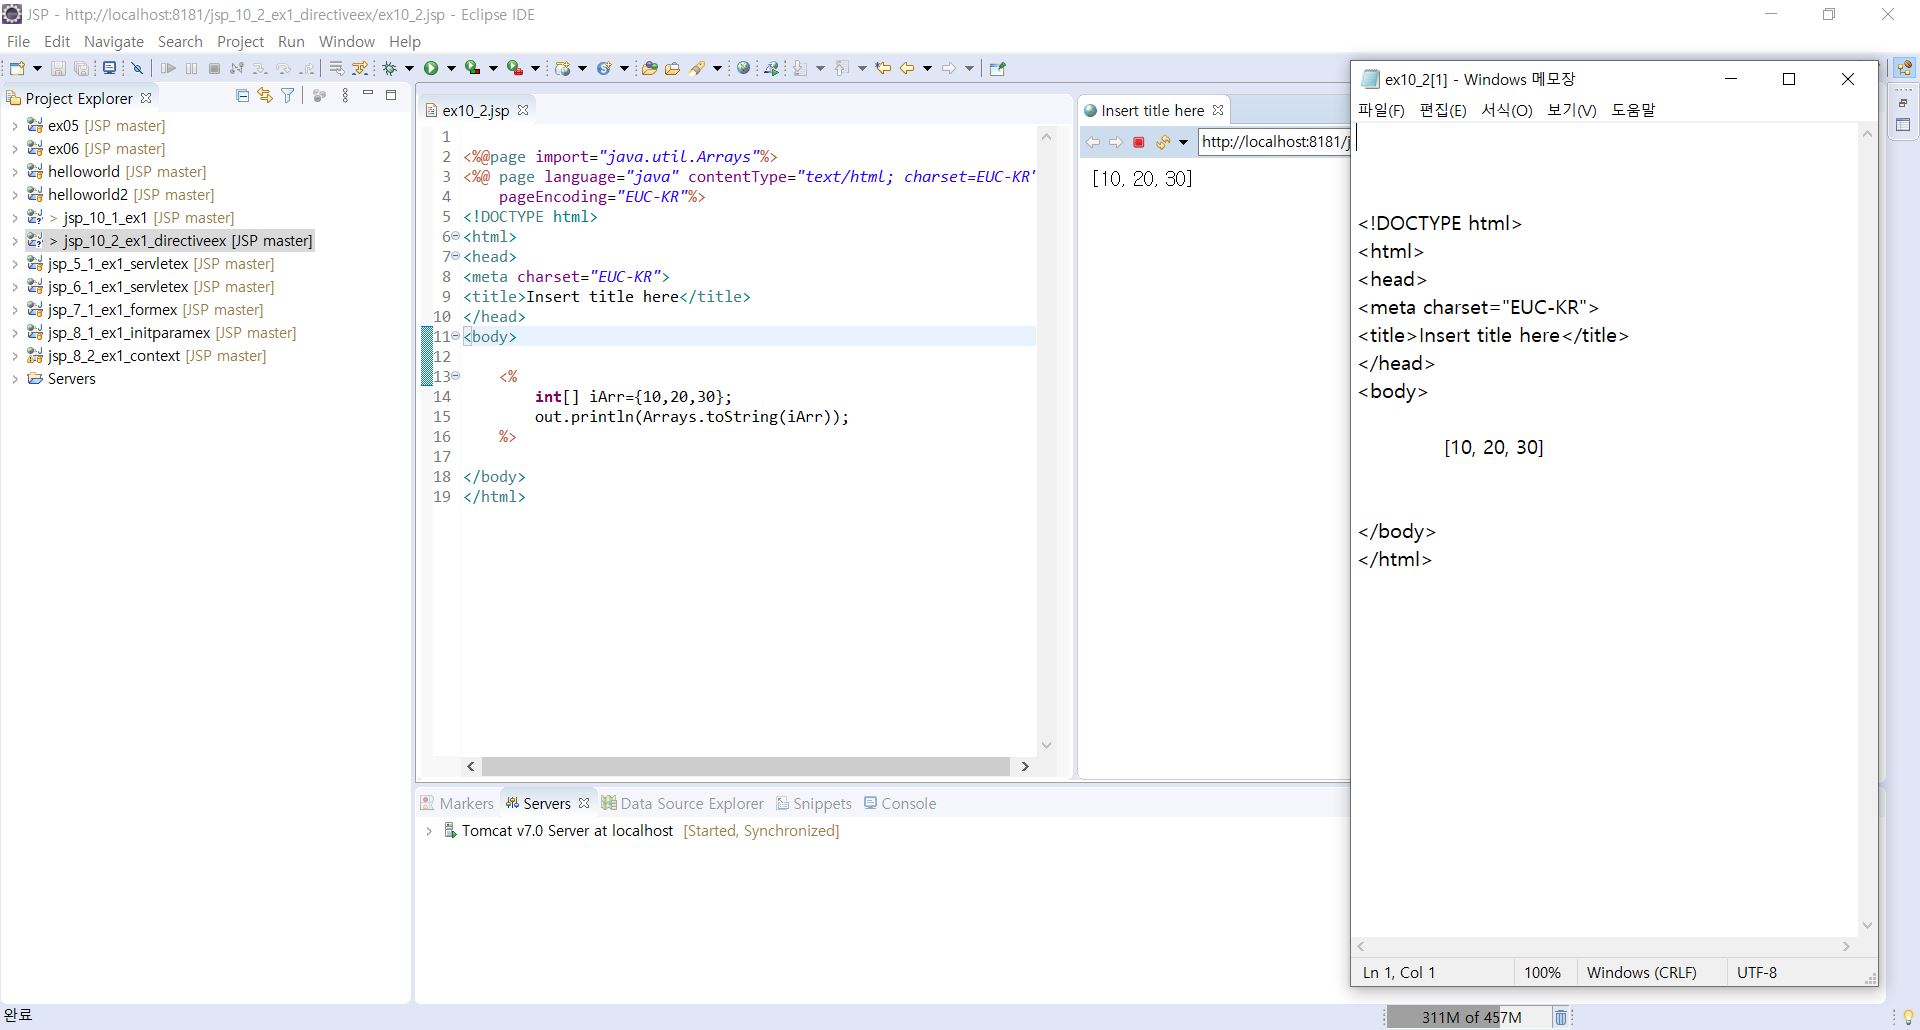 JSP - http://localhost:8181/jsp_10_2_ex1_directiveex/ex10_2.jsp - Eclipse IDE
File Edit Navigate Search Project Run Window Help
Project Explorer
ex05 [JSP master]
ex06 [JSP master]
helloworld [JSP master]
helloworld2 [JSP master]
> jsp_10_1_ex1 [JSP master]
> jsp_10_2_ex1_directiveex [JSP master]
jsp_5_1_ex1_servletex [JSP master]
jsp_6_1_ex1_servletex [JSP master]
jsp_7_1_ex1_formex [JSP master]
jsp_8_1_ex1_initparamex [JSP master]
jsp_8_2_ex1_context [JSP master]
Servers
ex10_2.jsp
1
2 <%@page import="java.util.Arrays"%>
3 <%@ page language="java" contentType="text/html; charset=EUC-KR"
4 pageEncoding="EUC-KR"%>
5 <!DOCTYPE html>
6 <html>
7 <head>
8 <meta charset="EUC-KR">
9 <title>Insert title here</title>
10 </head>
11 <body>
12
13 <%
14 int[] iArr={10,20,30};
15 out.println(Arrays.toString(iArr));
16 %>
17
18 </body>
19 </html>
Insert title here
http://localhost:8181/j
[10, 20, 30]
Markers Servers Data Source Explorer Snippets Console
Tomcat v7.0 Server at localhost [Started, Synchronized]
ex10_2[1] - Windows 메모장
파일(F) 편집(E) 서식(O) 보기(V) 도움말
<!DOCTYPE html>
<html>
<head>
<meta charset="EUC-KR">
<title>Insert title here</title>
</head>
<body>
[10, 20, 30]
</body>
</html>
Ln 1, Col 1 100% Windows (CRLF) UTF-8
완료
311M of 457M